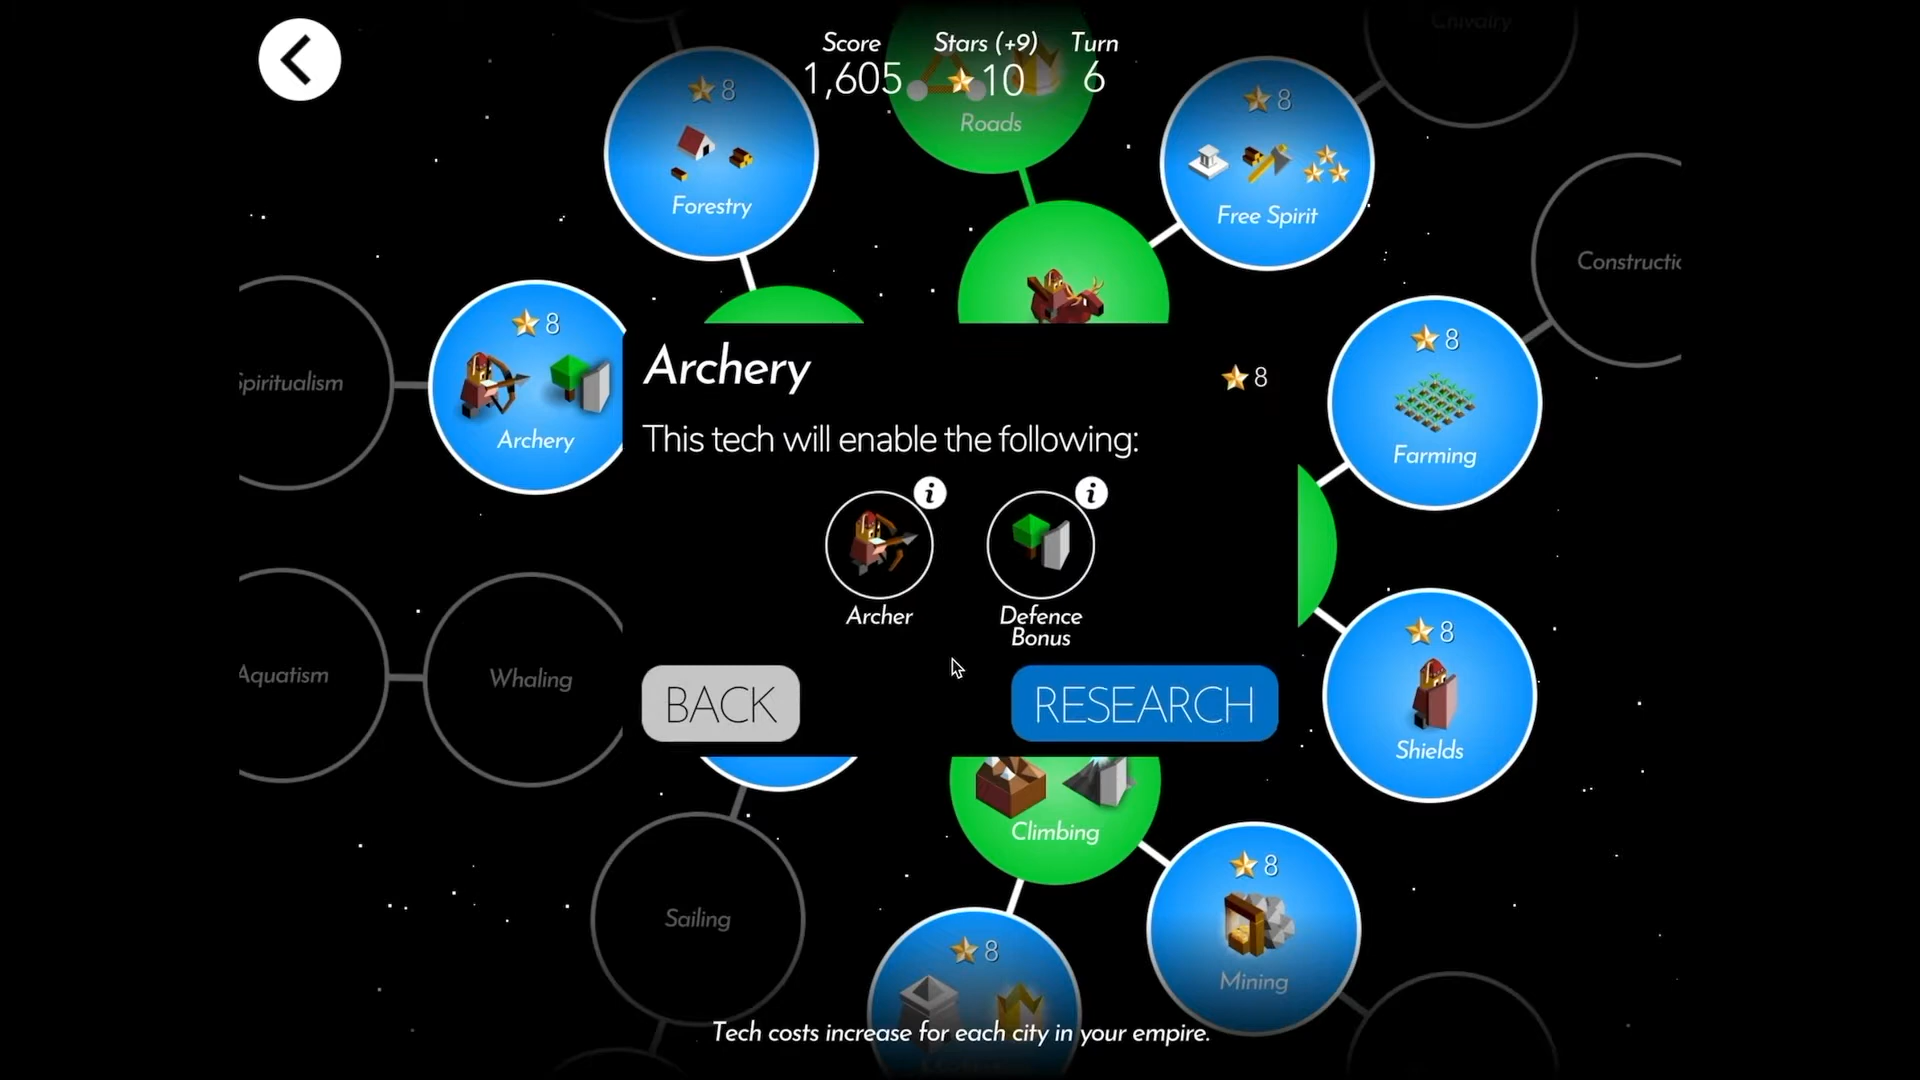 Chivalry
Score
Stars (+9)
Turn
1,605
10
6
8
Forestry
Roads
8
Free Spirit
Constructio
8
Archery
Spiritualism
Archery
8
This tech will enable the following:
Archer
Defence
Bonus
BACK
RESEARCH
8
Farming
8
Shields
Aquatism
Whaling
Climbing
Sailing
8
8
Mining
Tech costs increase for each city in your empire.